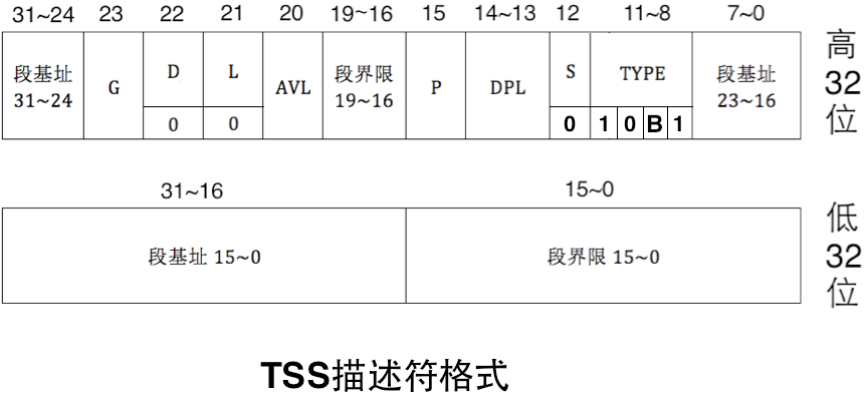 31~24 23 22 21 20 19~16 15 14~13 12 11~8 7~0
段基址 31~24 G D 0 L 0 AVL 段界限 19~16 P DPL S 0 TYPE 1 0 B 1 段基址 23~16
高32位
31~16 15~0
段基址 15~0 段界限 15~0
低32位
TSS描述符格式